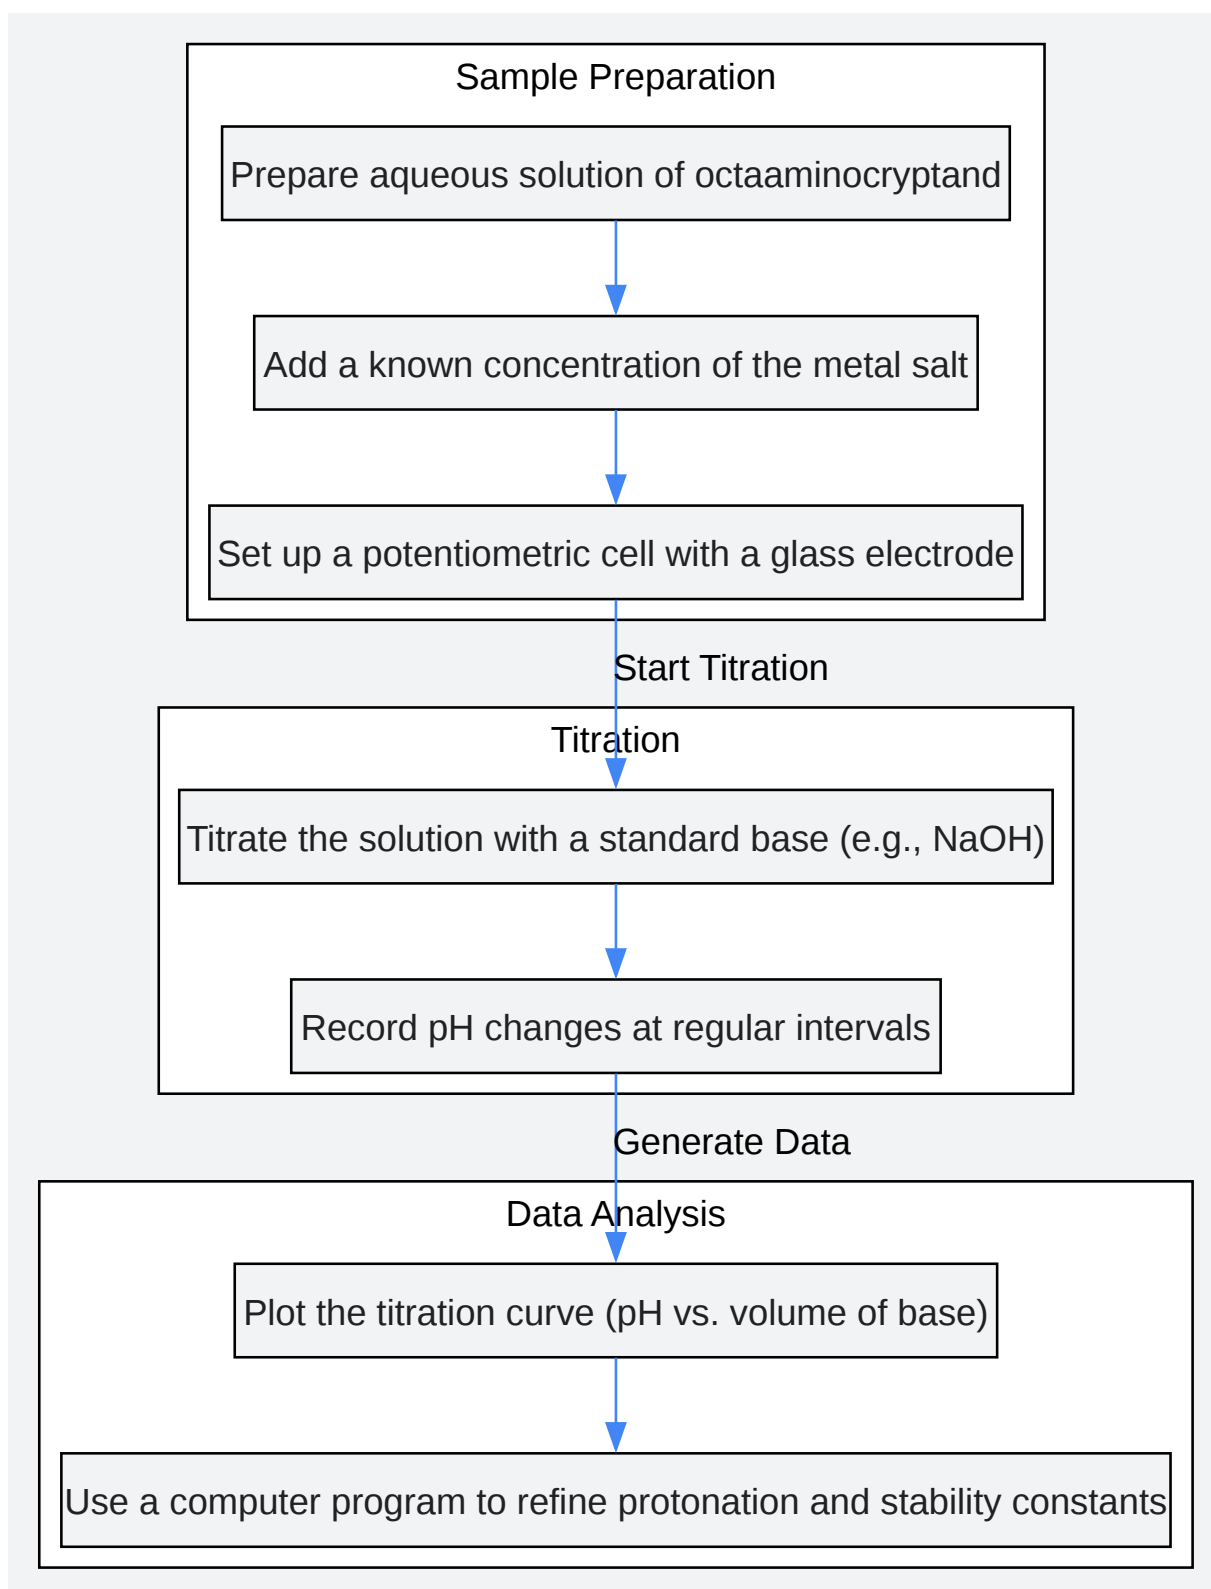 Sample Preparation
Prepare aqueous solution of octaaminocryptand
Add a known concentration of the metal salt
Set up a potentiometric cell with a glass electrode
Start Titration
Titration
Titrate the solution with a standard base (e.g., NaOH)
Record pH changes at regular intervals
Generate Data
Data Analysis
Plot the titration curve (pH vs. volume of base)
Use a computer program to refine protonation and stability constants